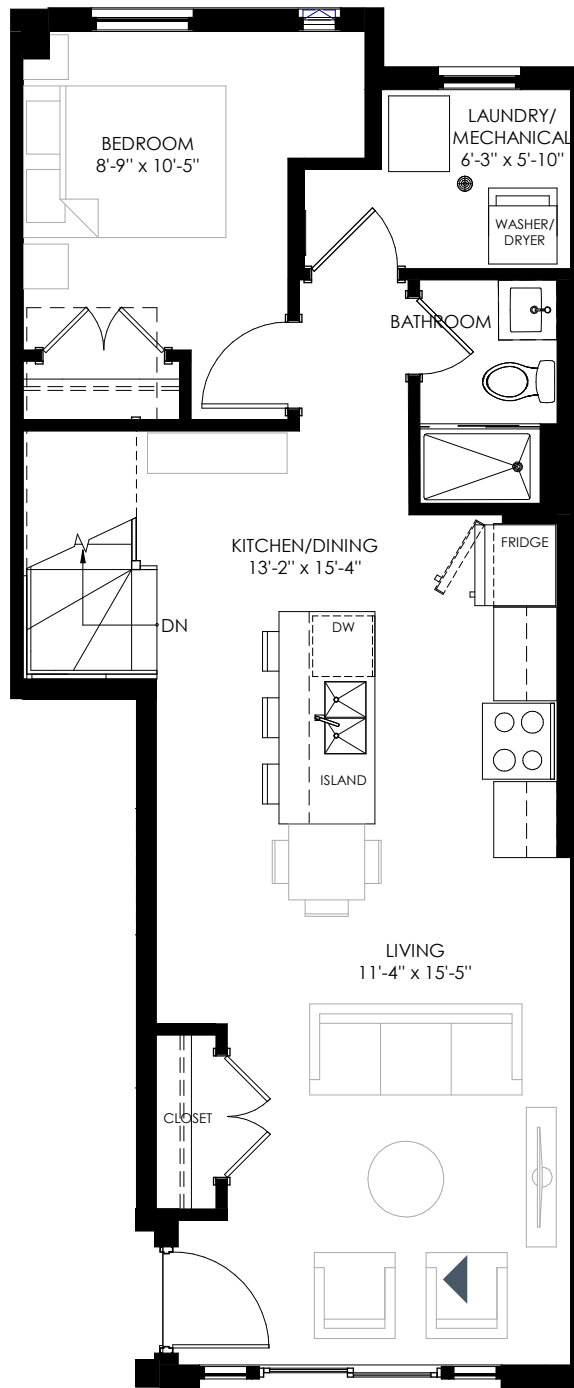 BEDROOM
8'-9" x 10'-5"
LAUNDRY/
MECHANICAL
6'-3" x 5'-10"
WASHER/
DRYER
BATHROOM
KITCHEN/DINING
13'-2" x 15'-4"
FRIDGE
DN
DW
ISLAND
LIVING
11'-4" x 15'-5"
CLOSET